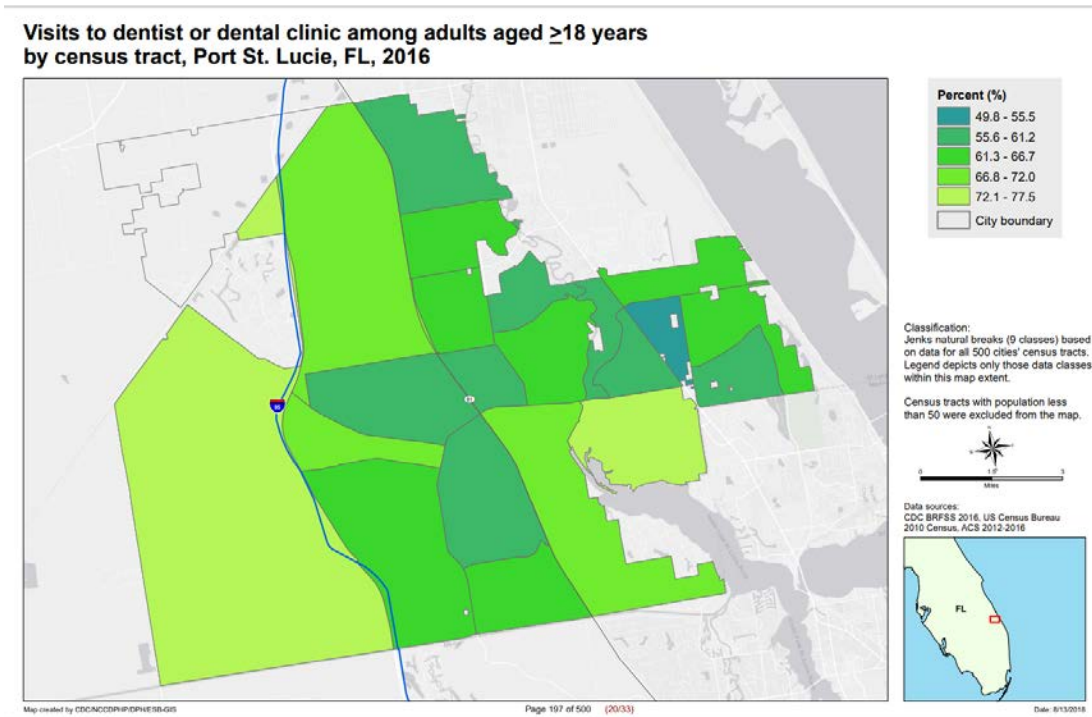 Visits to dentist or dental clinic among adults aged ≥18 years
by census tract, Port St. Lucie, FL, 2016
Percent (%)
49.8 - 55.5
55.6 - 61.2
61.3 - 66.7
66.8 - 72.0
72.1 - 77.5
City boundary
Classification:
Jenks natural breaks (9 classes) based
on data for all 500 cities' census tracts.
Legend depicts only those data classes
within this map extent.
Census tracts with population less
than 50 were excluded from the map.
N
0 1.5 3
Miles
Data sources:
CDC BRFSS 2016, US Census Bureau
2010 Census, ACS 2012-2016
FL
95
Map created by CDC/NCCDPHP/DPH/ESB-GIS
Page 197 of 500 (20/33)
Date: 8/13/2018